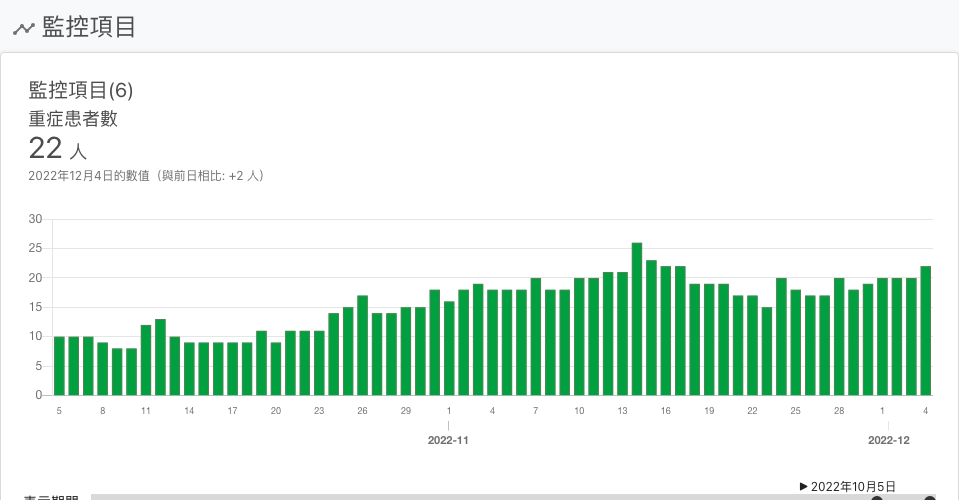 監控項目
監控項目(6)
重症患者數
22 人
2022年12月4日的數值（與前日相比: +2 人）
30
25
20
15
10
5
0
5 8 11 14 17 20 23 26 29 1 4 7 10 13 16 19 22 25 28 1 4
2022-11 2022-12
▶ 2022年10月5日
表示期間